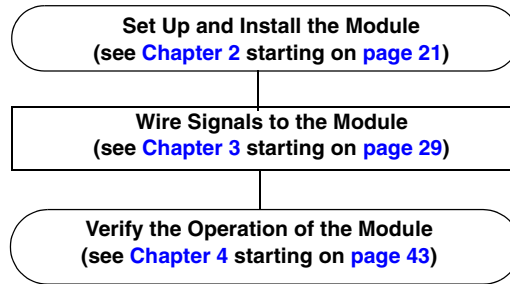 Set Up and Install the Module
(see Chapter 2 starting on page 21)
Wire Signals to the Module
(see Chapter 3 starting on page 29)
Verify the Operation of the Module
(see Chapter 4 starting on page 43)